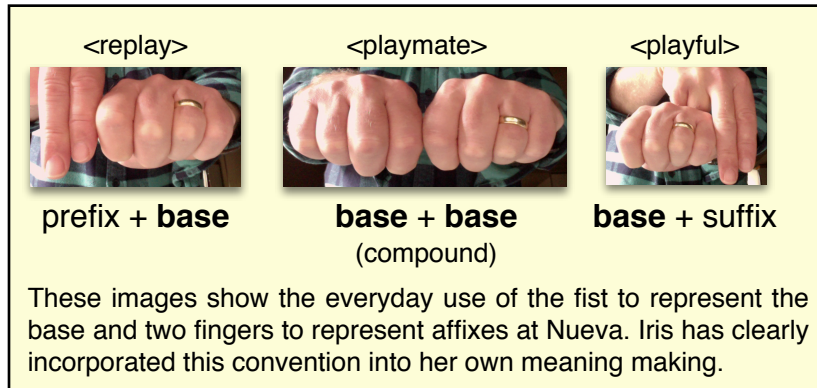 <replay>
<playmate>
<playful>
prefix + base
base + base
base + suffix
(compound)
These images show the everyday use of the fist to represent the
base and two fingers to represent affixes at Nueva. Iris has clearly
incorporated this convention into her own meaning making.